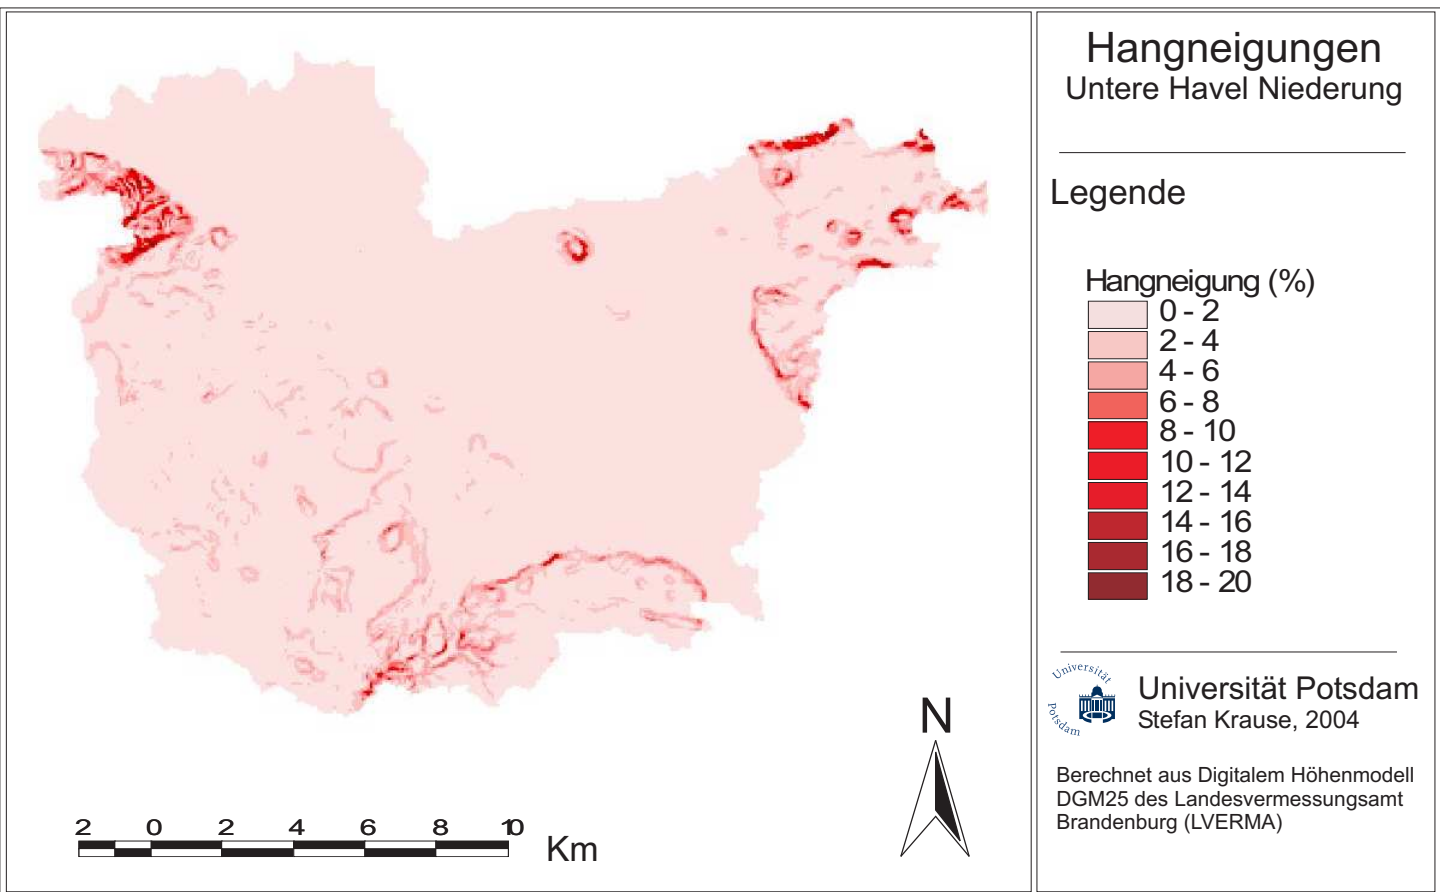 Hangneigungen
Untere Havel Niederung
Legende
Hangneigung (%)
0 - 2
2 - 4
4 - 6
6 - 8
8 - 10
10 - 12
12 - 14
14 - 16
16 - 18
18 - 20
Universität Potsdam
Universität Potsdam
Stefan Krause, 2004
Berechnet aus Digitalem Höhenmodell
DGM25 des Landesvermessungsamt
Brandenburg (LVERMA)
N
2 0 2 4 6 8 10
Km